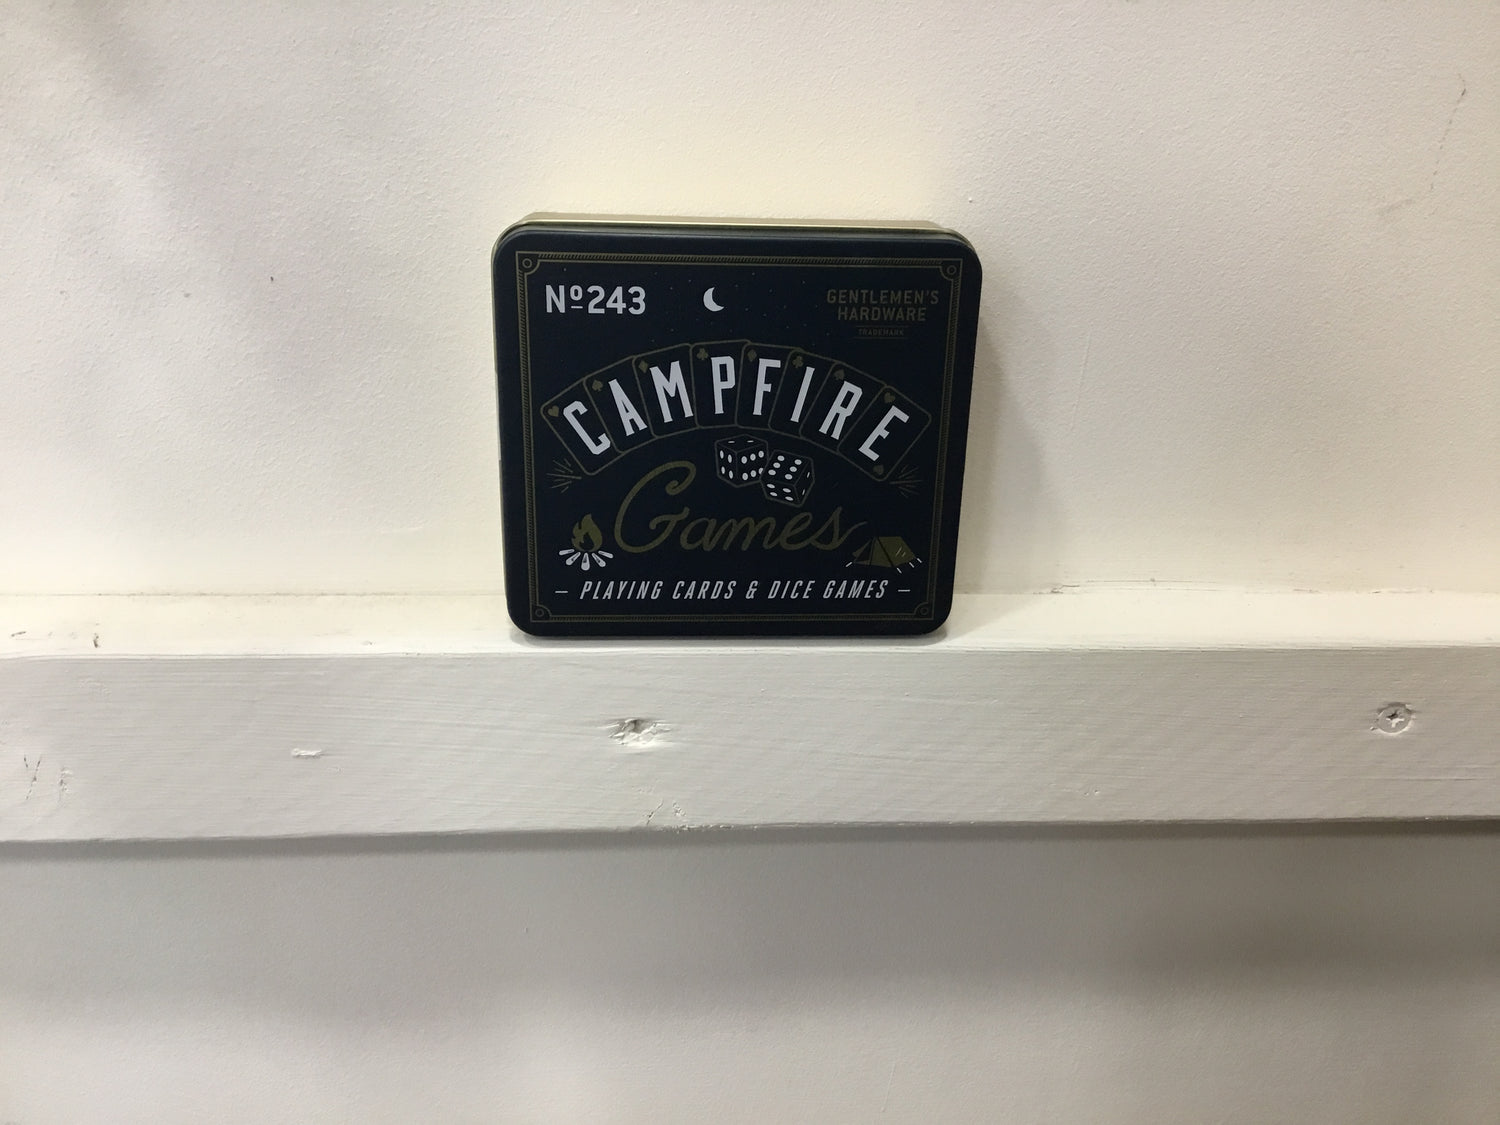 Nº243
GENTLEMEN'S
HARDWARE
TRADEMARK
CAMPFIRE
Games
– PLAYING CARDS & DICE GAMES –